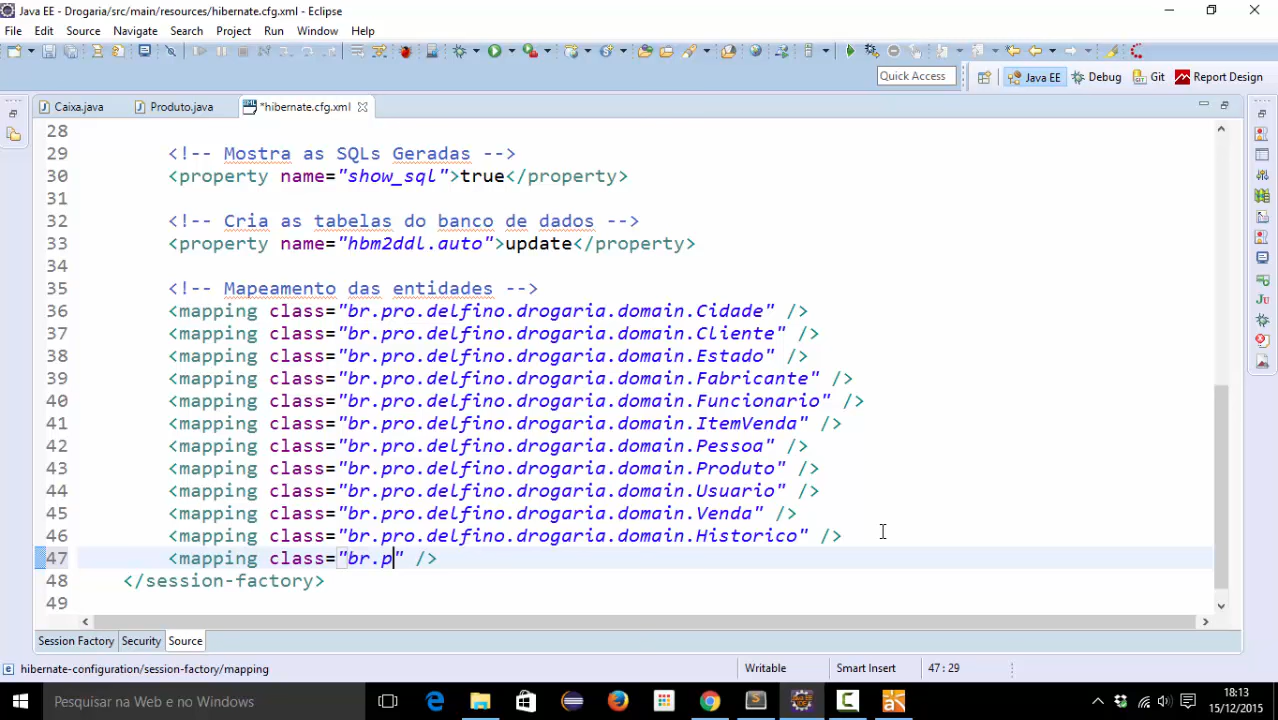 Java EE - Drogaria/src/main/resources/hibernate.cfg.xml - Eclipse
File Edit Source Navigate Search Project Run Window Help
Quick Access Java EE Debug Git Report Design
Caixa.java Produto.java *hibernate.cfg.xml
28
29 <!-- Mostra as SQLs Geradas -->
30 <property name="show_sql">true</property>
31
32 <!-- Cria as tabelas do banco de dados -->
33 <property name="hbm2ddl.auto">update</property>
34
35 <!-- Mapeamento das entidades -->
36 <mapping class="br.pro.delfino.drogaria.domain.Cidade" />
37 <mapping class="br.pro.delfino.drogaria.domain.Cliente" />
38 <mapping class="br.pro.delfino.drogaria.domain.Estado" />
39 <mapping class="br.pro.delfino.drogaria.domain.Fabricante" />
40 <mapping class="br.pro.delfino.drogaria.domain.Funcionario" />
41 <mapping class="br.pro.delfino.drogaria.domain.ItemVenda" />
42 <mapping class="br.pro.delfino.drogaria.domain.Pessoa" />
43 <mapping class="br.pro.delfino.drogaria.domain.Produto" />
44 <mapping class="br.pro.delfino.drogaria.domain.Usuario" />
45 <mapping class="br.pro.delfino.drogaria.domain.Venda" />
46 <mapping class="br.pro.delfino.drogaria.domain.Historico" />
47 <mapping class="br.p" />
48 </session-factory>
49
Session Factory Security Source
hibernate-configuration/session-factory/mapping Writable Smart Insert 47 : 29
Pesquisar na Web e no Windows 18:13
15/12/2015